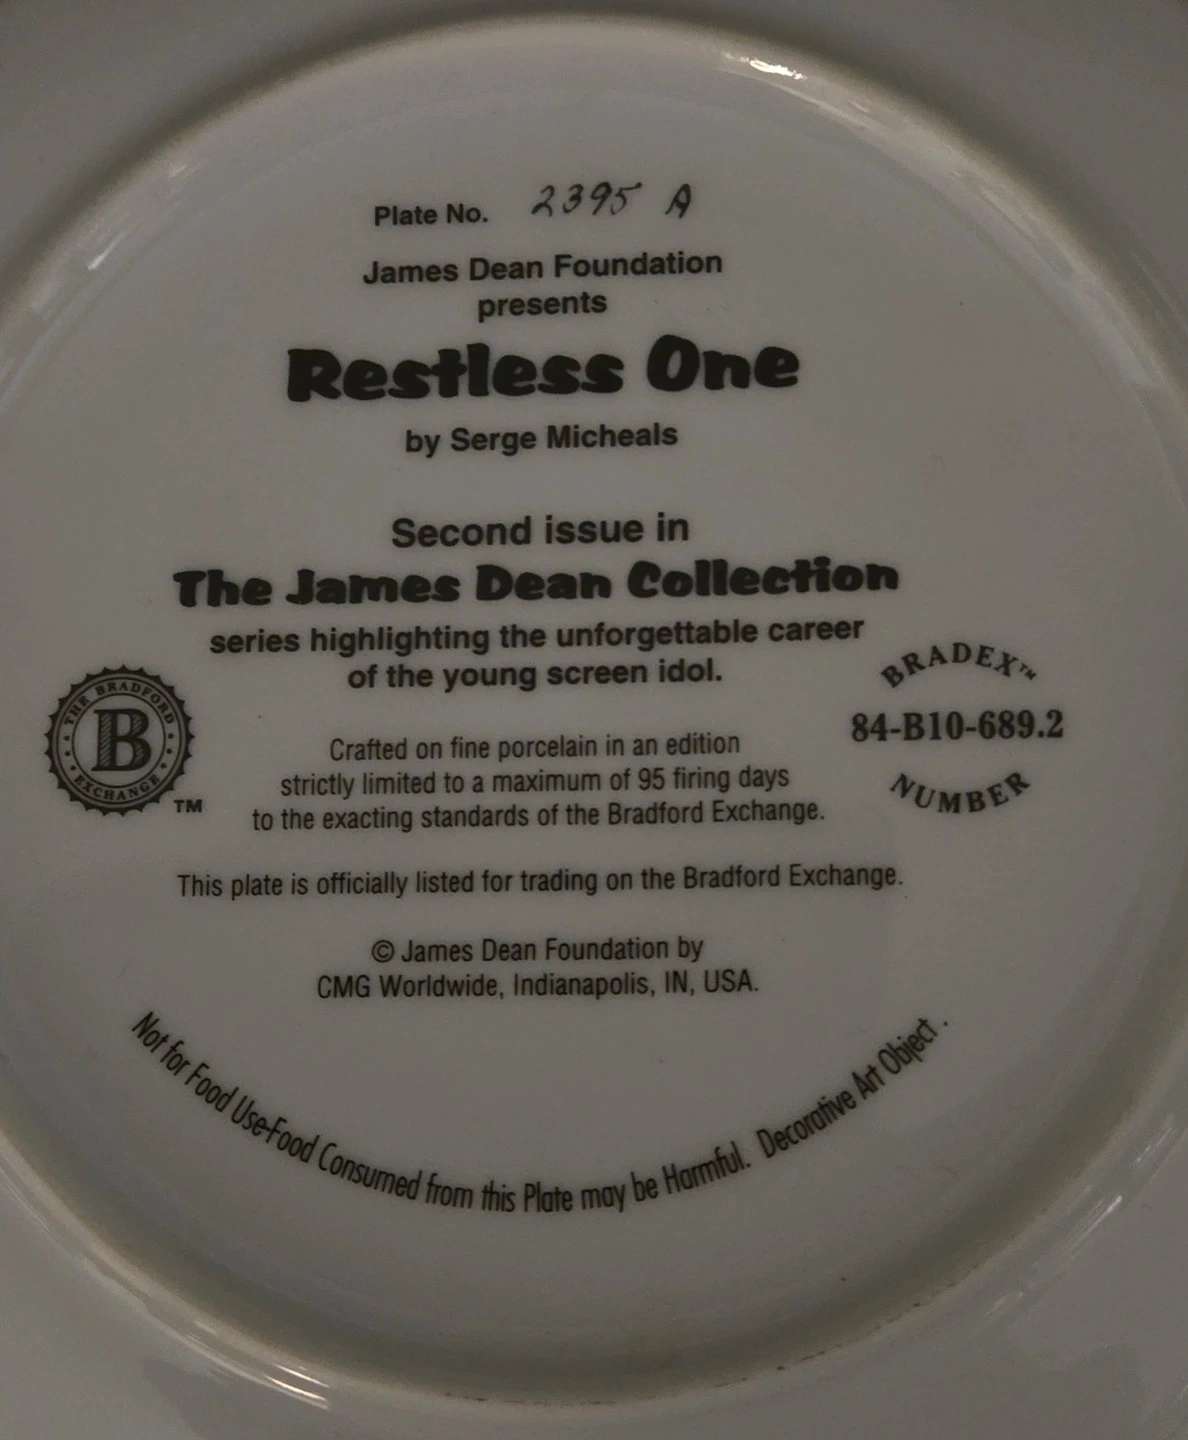 Plate No. 2395 A
James Dean Foundation
presents
Restless One
by Serge Micheals
Second issue in
The James Dean Collection
series highlighting the unforgettable career
of the young screen idol.
THE BRADFORD
B
EXCHANGE
TM
BRADEX™
84-B10-689.2
NUMBER
Crafted on fine porcelain in an edition
strictly limited to a maximum of 95 firing days
to the exacting standards of the Bradford Exchange.
This plate is officially listed for trading on the Bradford Exchange.
© James Dean Foundation by
CMG Worldwide, Indianapolis, IN, USA.
Not for Food Use-Food Consumed from this Plate may be Harmful. Decorative Art Object.